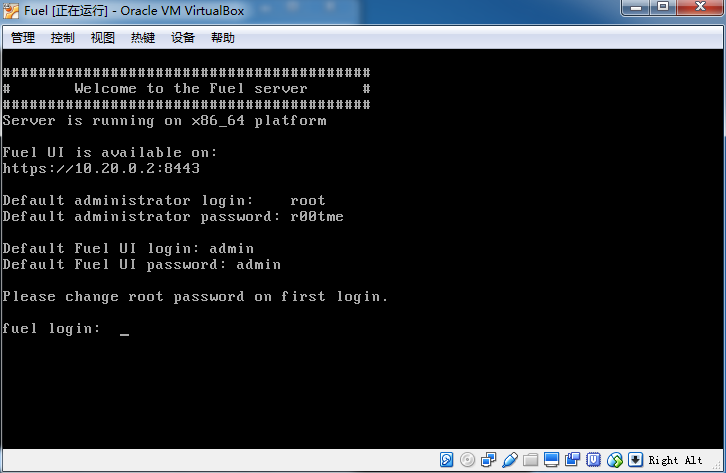 Fuel [正在运行] - Oracle VM VirtualBox
管理 控制 视图 热键 设备 帮助
########################################
# Welcome to the Fuel server #
########################################
Server is running on x86_64 platform
Fuel UI is available on:
https://10.20.0.2:8443
Default administrator login: root
Default administrator password: r00tme
Default Fuel UI login: admin
Default Fuel UI password: admin
Please change root password on first login.
fuel login: _
Right Alt